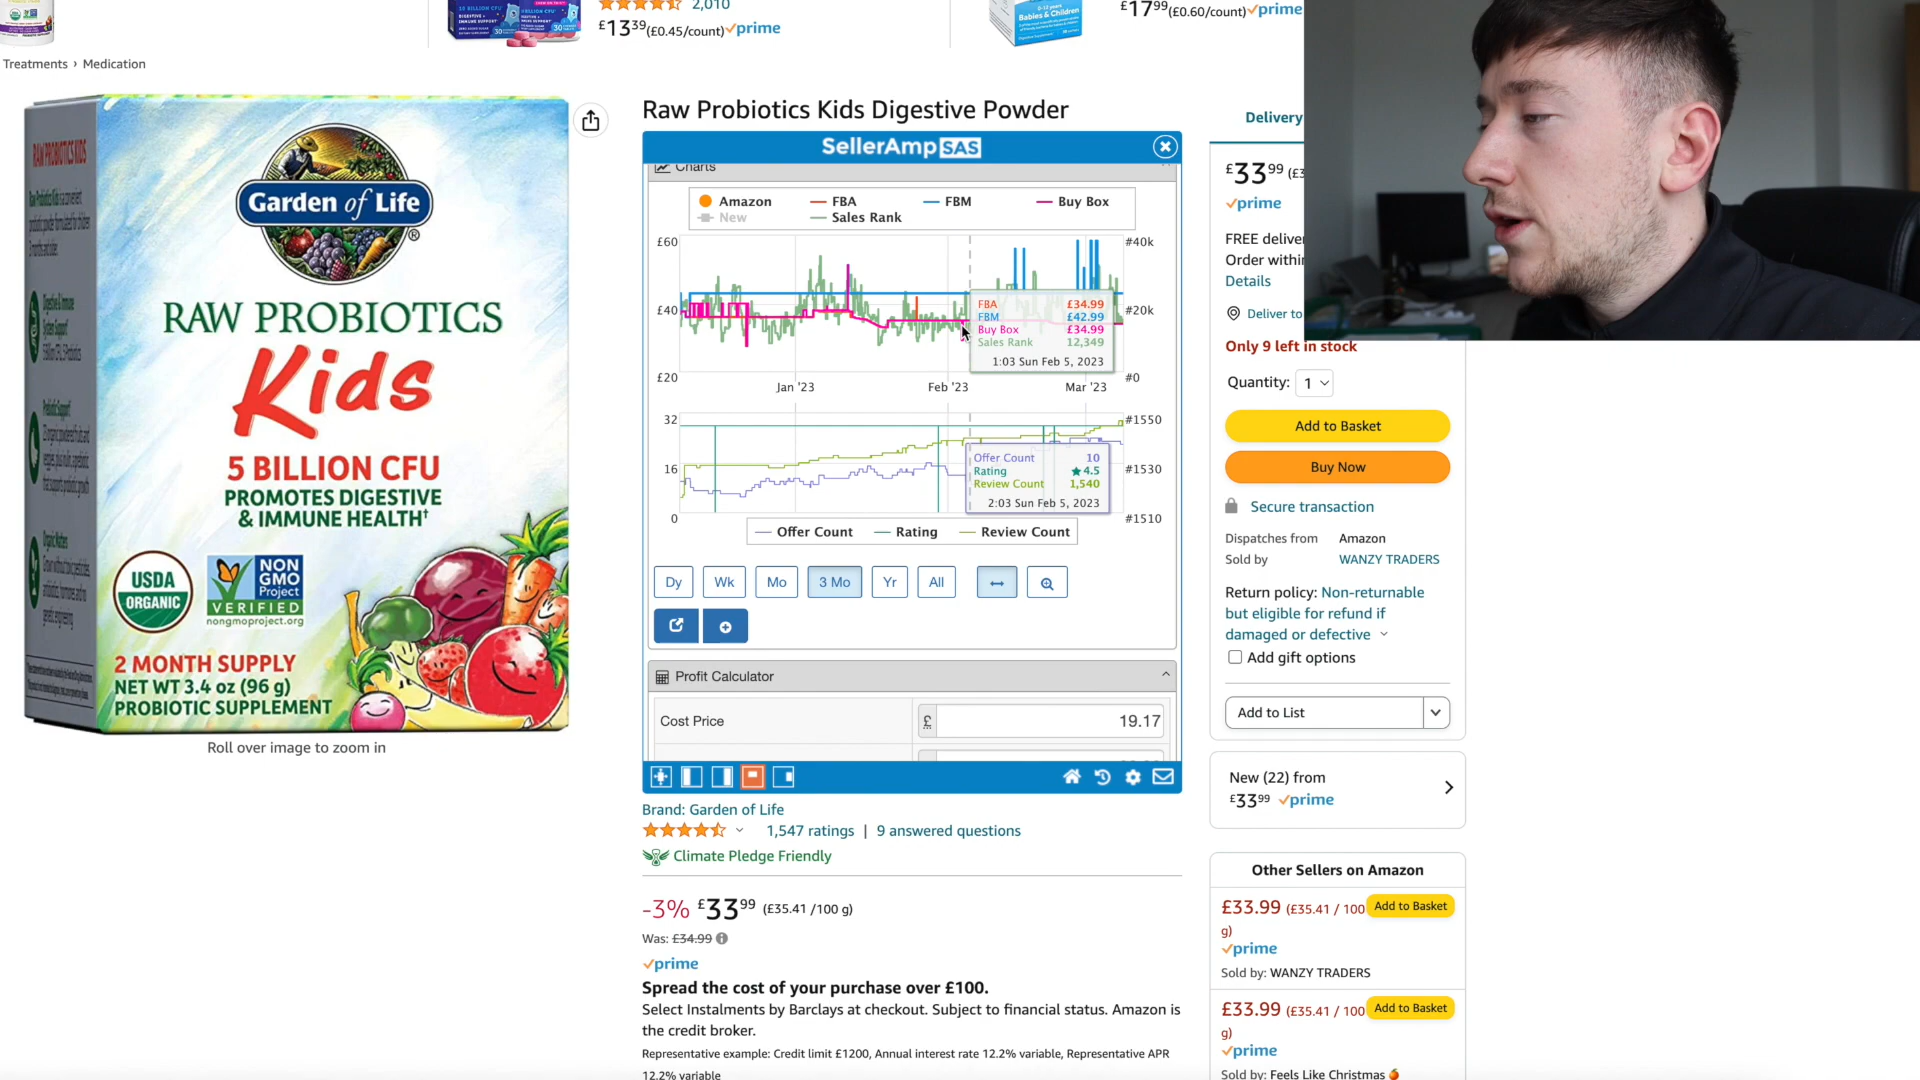 2,010
£13.39 (£0.45/count) prime
£17.99 (£0.60/count) prime
Treatments › Medication
RAW PROBIOTICS KIDS
Garden of Life®
RAW PROBIOTICS
Kids
5 BILLION CFU
PROMOTES DIGESTIVE
& IMMUNE HEALTH†
USDA
ORGANIC
NON
GMO
Project
VERIFIED
nongmoproject.org
2 MONTH SUPPLY
NET WT 3.4 oz (96 g)
PROBIOTIC SUPPLEMENT
Roll over image to zoom in
Raw Probiotics Kids Digestive Powder
SellerAmp SAS
Charts
Amazon FBA FBM Buy Box
New Sales Rank
£60 #40k
£40 #20k
£20 #0
FBA £34.99
FBM £42.99
Buy Box £34.99
Sales Rank 12,349
1:03 Sun Feb 5, 2023
Jan '23 Feb '23 Mar '23
32 #1550
16 #1530
0 #1510
Offer Count 10
Rating ★4.5
Review Count 1,540
2:03 Sun Feb 5, 2023
Offer Count Rating Review Count
Dy Wk Mo 3 Mo Yr All
Profit Calculator
Cost Price £ 19.17
Brand: Garden of Life
1,547 ratings | 9 answered questions
Climate Pledge Friendly
-3% £33.99 (£35.41 /100 g)
Was: £34.99
prime
Spread the cost of your purchase over £100.
Select Instalments by Barclays at checkout. Subject to financial status. Amazon is
the credit broker.
Representative example: Credit limit £1200, Annual interest rate 12.2% variable, Representative APR
12.2% variable
Delivery
£33.99 (£3
prime
FREE delive
Order within
Details
Deliver to
Only 9 left in stock
Quantity: 1
Add to Basket
Buy Now
Secure transaction
Dispatches from Amazon
Sold by WANZY TRADERS
Return policy: Non-returnable
but eligible for refund if
damaged or defective
Add gift options
Add to List
New (22) from
£33.99 prime
Other Sellers on Amazon
£33.99 (£35.41 / 100 Add to Basket
g)
prime
Sold by: WANZY TRADERS
£33.99 (£35.41 / 100 Add to Basket
g)
prime
Sold by: Feels Like Christmas